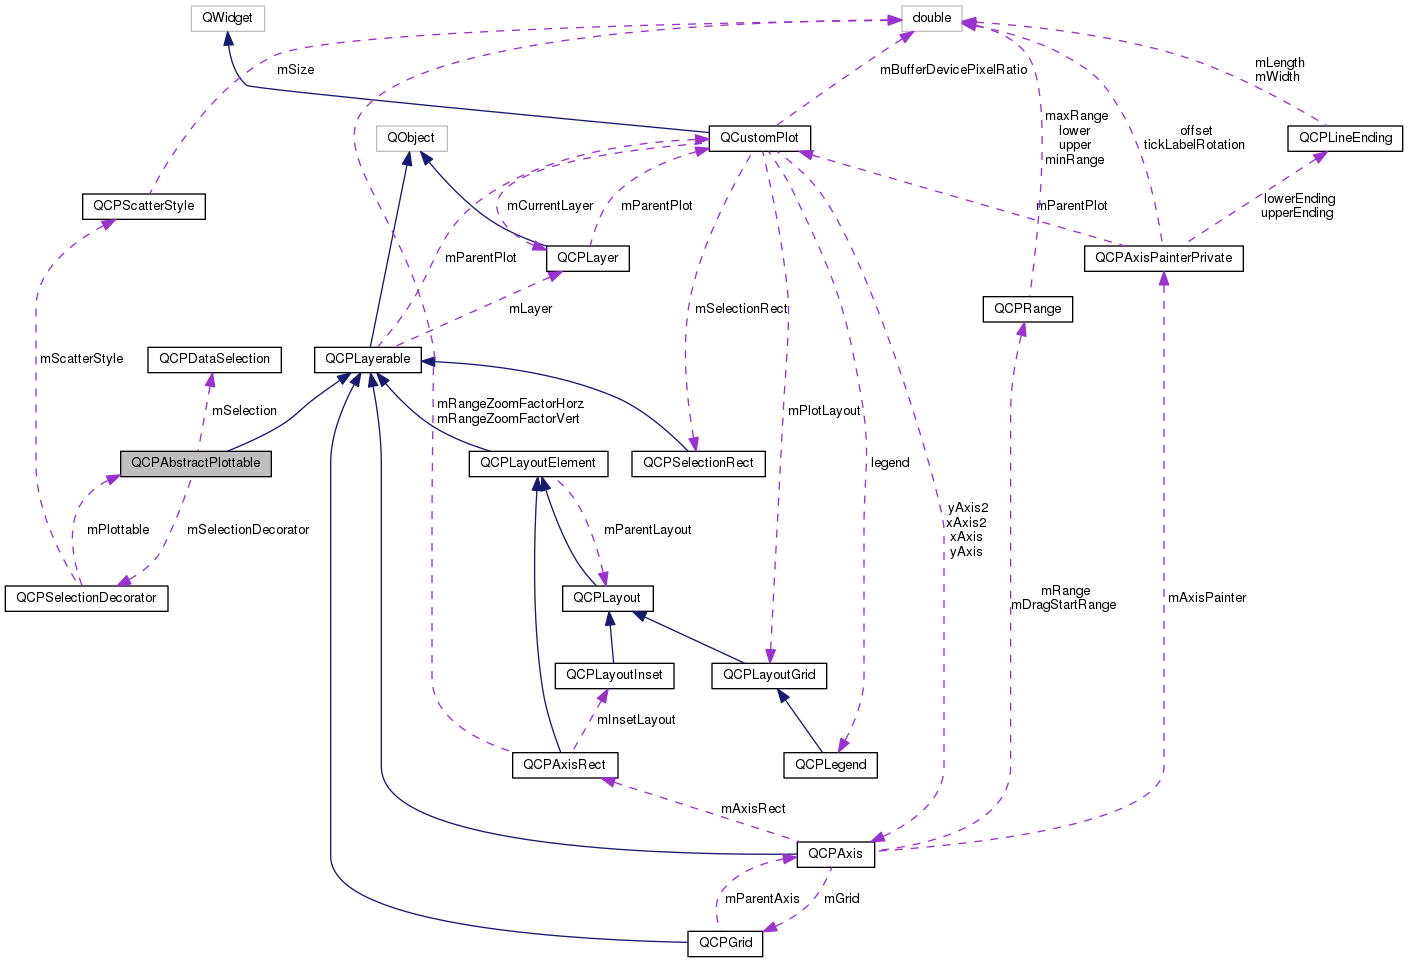 QWidget
double
mSize
mBufferDevicePixelRatio
mLength
mWidth
QObject
QCustomPlot
maxRange
lower
upper
minRange
offset
tickLabelRotation
QCPLineEnding
QCPScatterStyle
mCurrentLayer
mParentPlot
mParentPlot
lowerEnding
upperEnding
mParentPlot
QCPLayer
QCPAxisPainterPrivate
mLayer
mSelectionRect
QCPRange
mScatterStyle
QCPDataSelection
QCPLayerable
mSelection
mRangeZoomFactorHorz
mRangeZoomFactorVert
mPlotLayout
QCPAbstractPlottable
QCPLayoutElement
QCPSelectionRect
legend
mPlottable
mSelectionDecorator
mParentLayout
yAxis2
xAxis2
xAxis
yAxis
QCPSelectionDecorator
QCPLayout
mRange
mDragStartRange
mAxisPainter
QCPLayoutInset
QCPLayoutGrid
mInsetLayout
QCPAxisRect
QCPLegend
mAxisRect
QCPAxis
mParentAxis
mGrid
QCPGrid